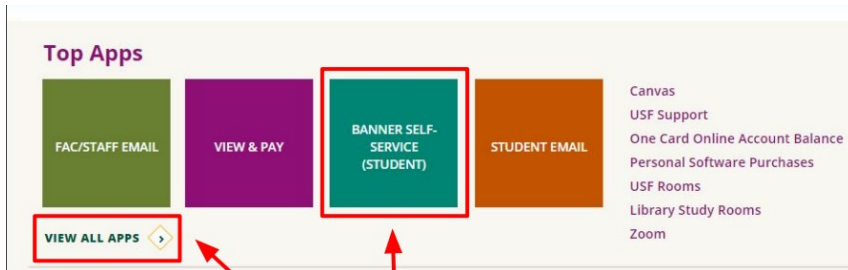 Top Apps
FAC/STAFF EMAIL
VIEW & PAY
BANNER SELF-
SERVICE
(STUDENT)
STUDENT EMAIL
Canvas
USF Support
One Card Online Account Balance
Personal Software Purchases
USF Rooms
Library Study Rooms
Zoom
VIEW ALL APPS